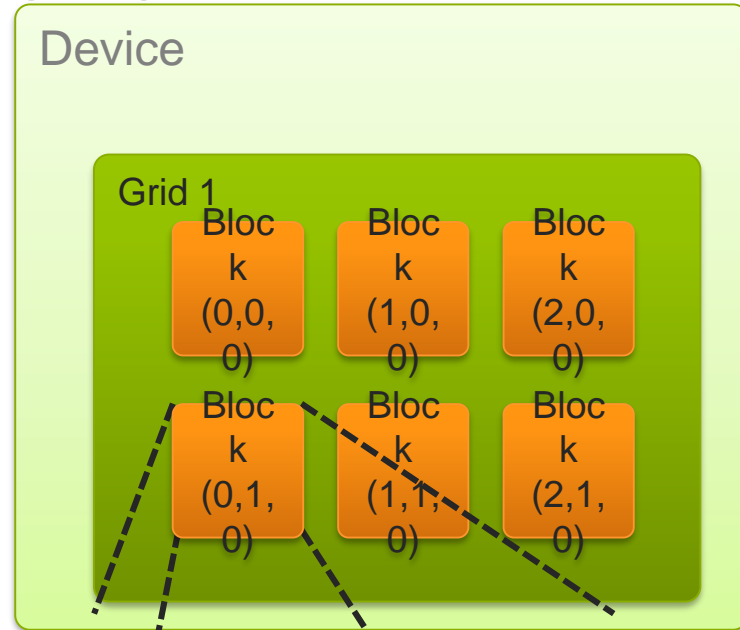 Device
Grid 1
Bloc
k
(0,0,
0)
Bloc
k
(1,0,
0)
Bloc
k
(2,0,
0)
Bloc
k
(0,1,
0)
Bloc
k
(1,1,
0)
Bloc
k
(2,1,
0)